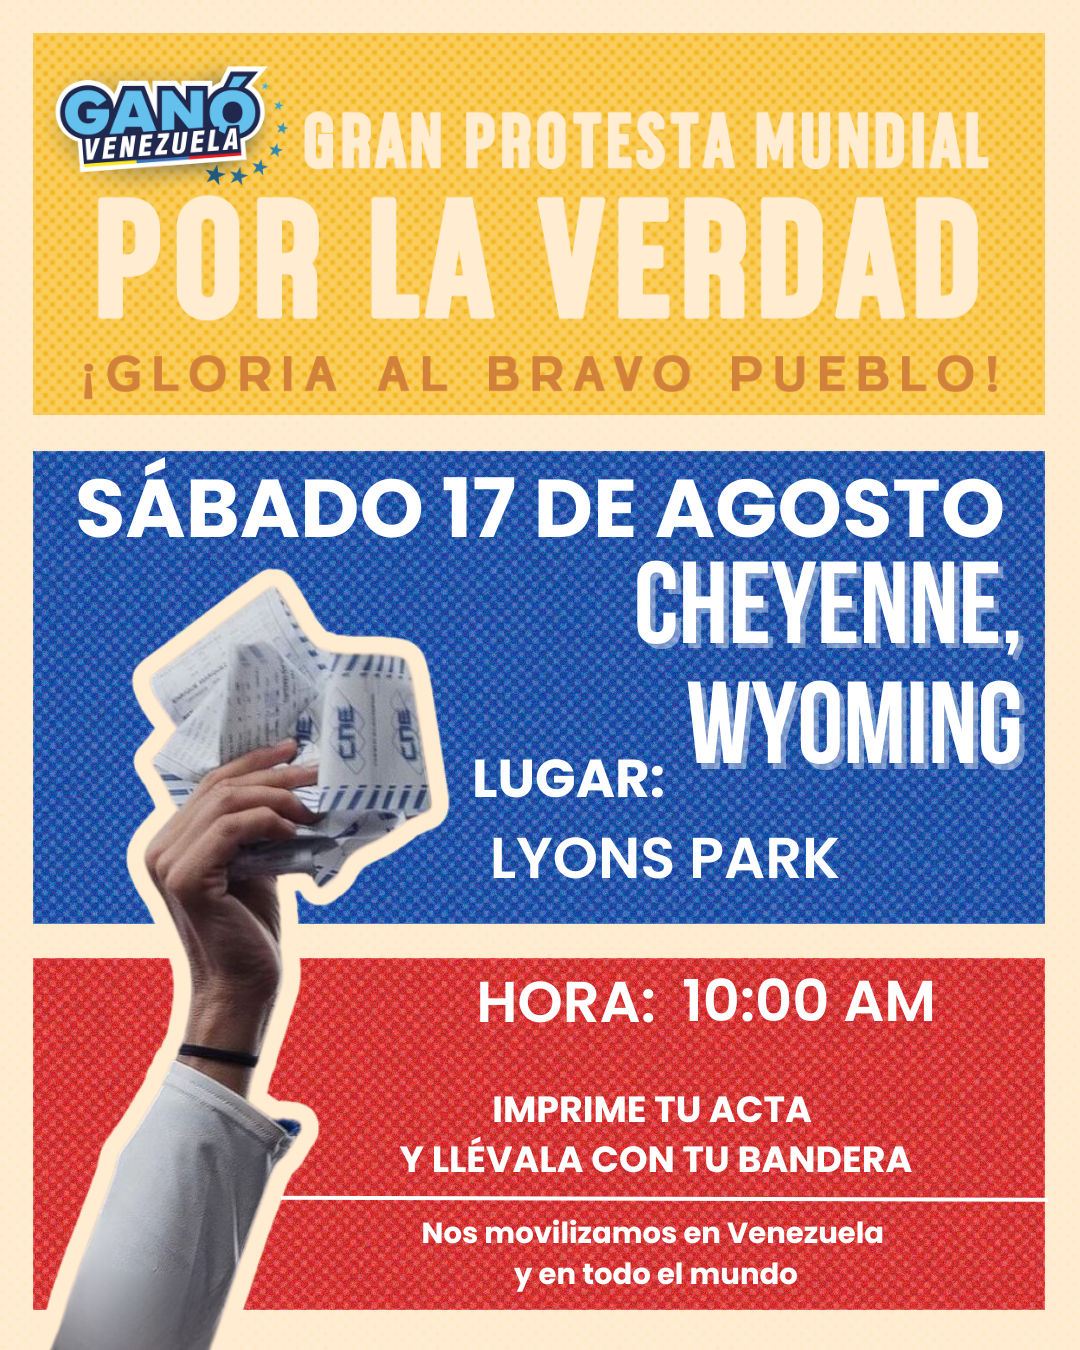 GANÓ
VENEZUELA
GRAN PROTESTA MUNDIAL
POR LA VERDAD
¡GLORIA AL BRAVO PUEBLO!
SÁBADO 17 DE AGOSTO
CHEYENNE,
WYOMING
CNE
CNE
LUGAR:
LYONS PARK
HORA: 10:00 AM
IMPRIME TU ACTA
Y LLÉVALA CON TU BANDERA
Nos movilizamos en Venezuela
y en todo el mundo